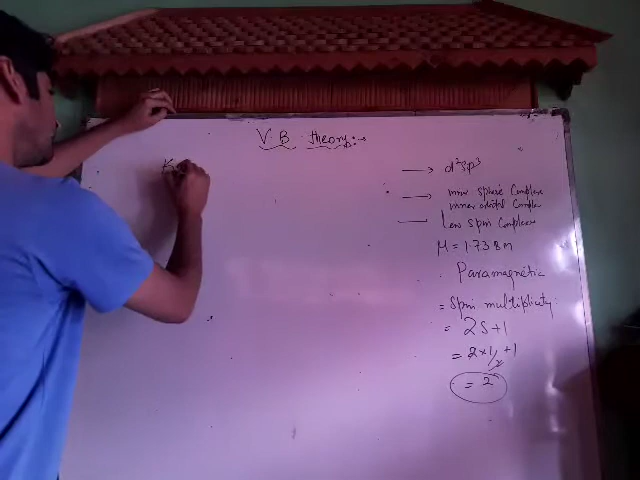 V.B. theory:→
K
→ d²sp³
→ inner sphere Complex
inner orbital Complex
— Low spin Complexe
M = 1.73 BM
Paramagnetic
= Spin multiplicity:
= 2S+1
= 2×1/2+1
= 2